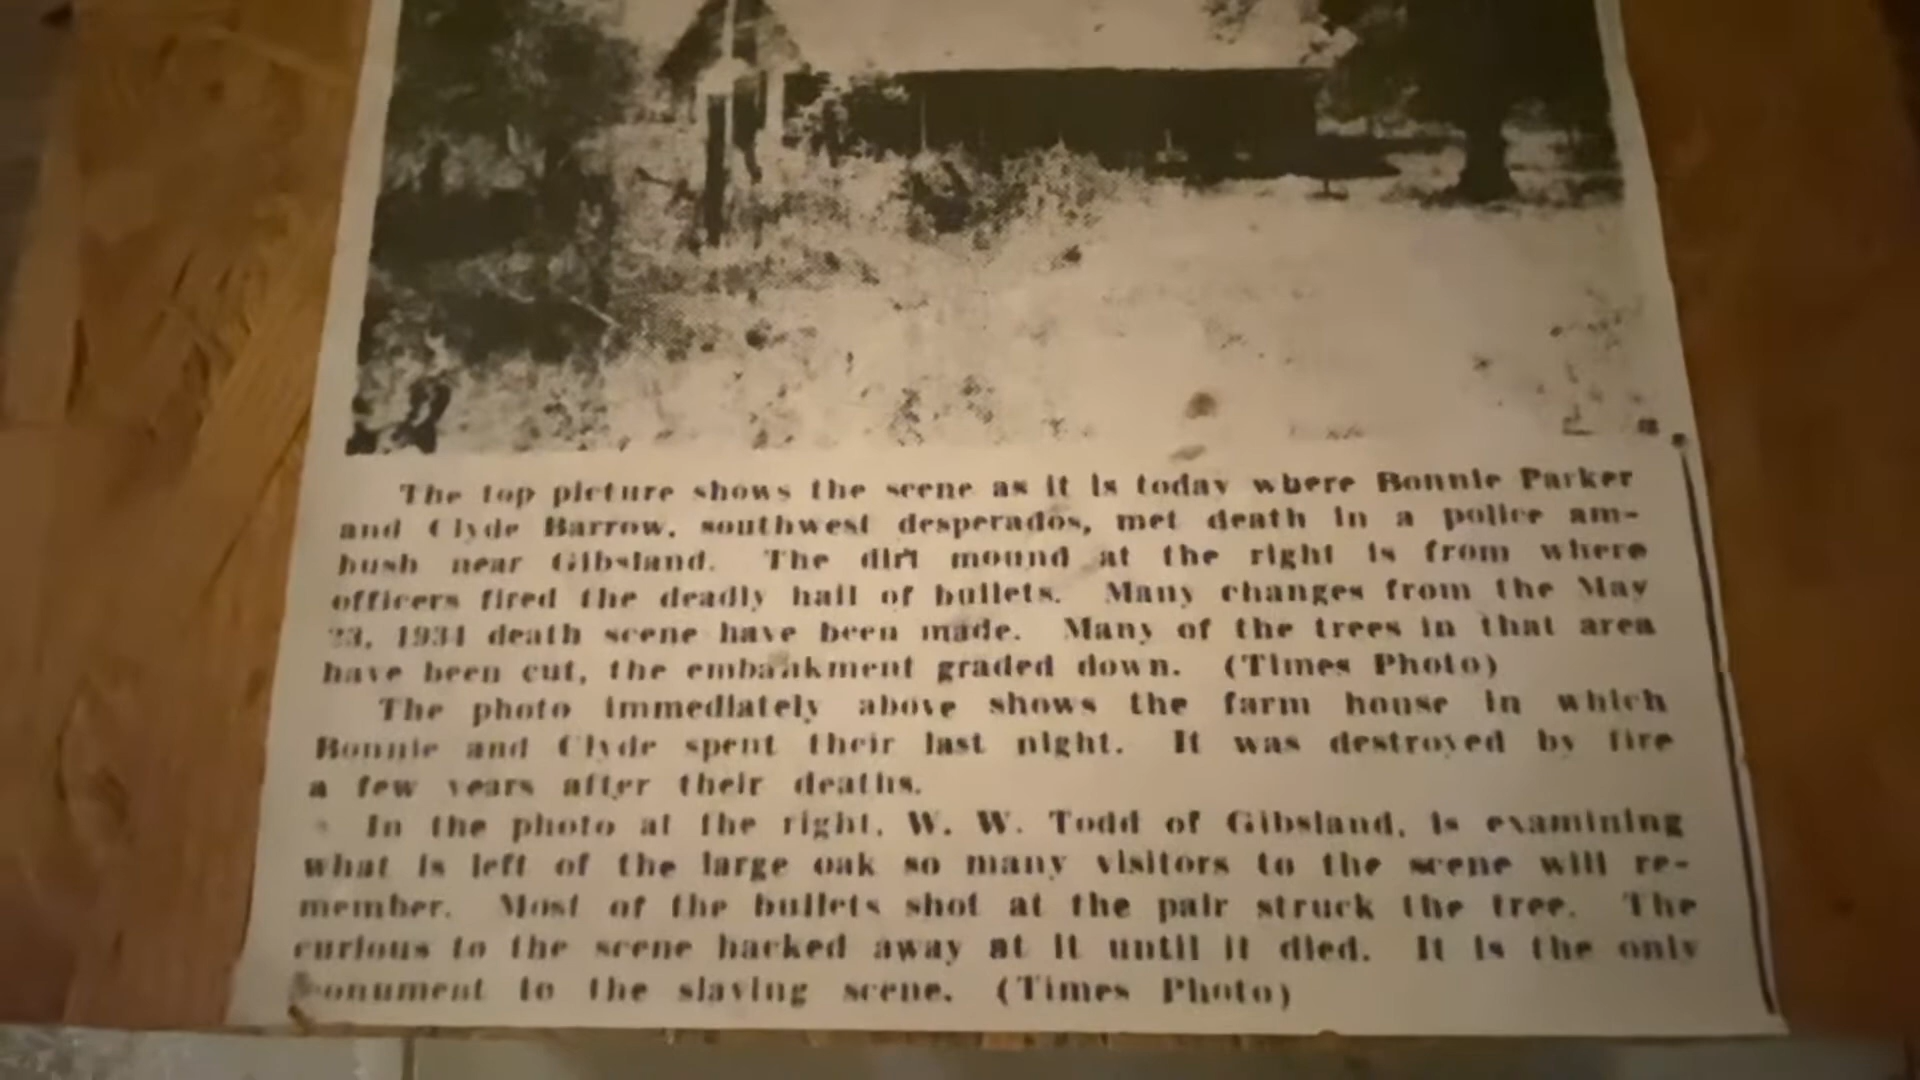 The top picture shows the scene as it is today where Bonnie Parker
and Clyde Barrow, southwest desperados, met death in a police am-
bush near Gibsland. The dirt mound at the right is from where
officers fired the deadly hail of bullets. Many changes from the May
23, 1934 death scene have been made. Many of the trees in that area
have been cut, the embankment graded down. (Times Photo)
The photo immediately above shows the farm house in which
Bonnie and Clyde spent their last night. It was destroyed by fire
a few years after their deaths.
In the photo at the right, W. W. Todd of Gibsland, is examining
what is left of the large oak so many visitors to the scene will re-
member. Most of the bullets shot at the pair struck the tree. The
curious to the scene hacked away at it until it died. It is the only
monument to the slaying scene. (Times Photo)